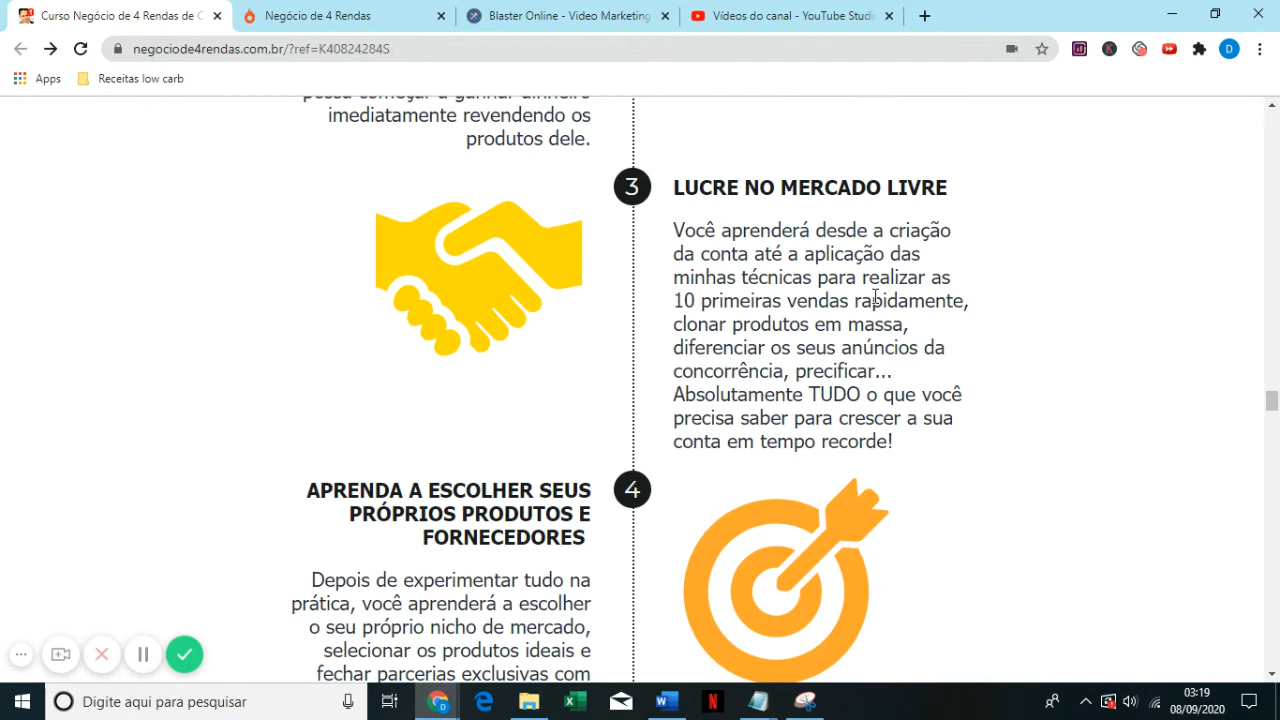 Curso Negócio de 4 Rendas de C
Negócio de 4 Rendas
Blaster Online - Video Marketing
Vídeos do canal - YouTube Studi
negociode4rendas.com.br/?ref=K40824284S
D
Apps
Receitas low carb
imediatamente revendendo os
produtos dele.
3
LUCRE NO MERCADO LIVRE
Você aprenderá desde a criação
da conta até a aplicação das
minhas técnicas para realizar as
10 primeiras vendas rapidamente,
clonar produtos em massa,
diferenciar os seus anúncios da
concorrência, precificar...
Absolutamente TUDO o que você
precisa saber para crescer a sua
conta em tempo recorde!
4
APRENDA A ESCOLHER SEUS
PRÓPRIOS PRODUTOS E
FORNECEDORES
Depois de experimentar tudo na
prática, você aprenderá a escolher
o seu próprio nicho de mercado,
selecionar os produtos ideais e
fechar parcerias exclusivas com
Digite aqui para pesquisar
03:19
08/09/2020